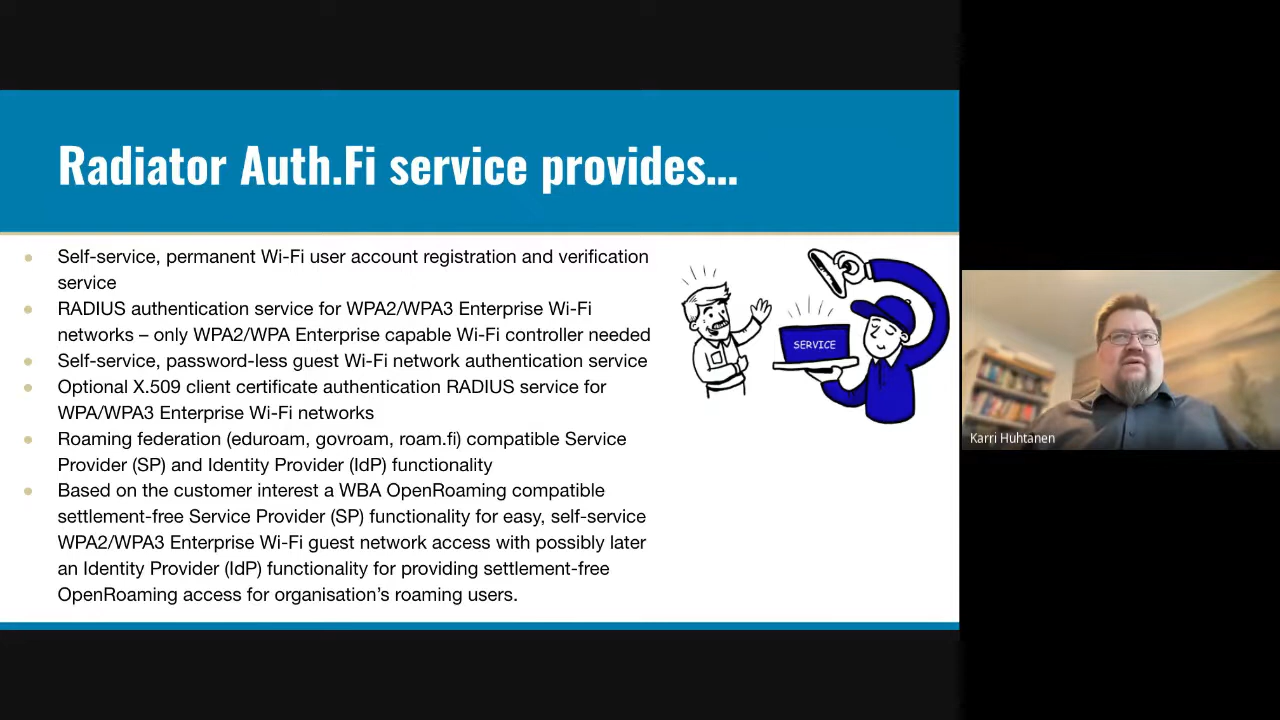 Radiator Auth.Fi service provides...
Self-service, permanent Wi-Fi user account registration and verification
service
RADIUS authentication service for WPA2/WPA3 Enterprise Wi-Fi
networks – only WPA2/WPA Enterprise capable Wi-Fi controller needed
Self-service, password-less guest Wi-Fi network authentication service
Optional X.509 client certificate authentication RADIUS service for
WPA/WPA3 Enterprise Wi-Fi networks
Roaming federation (eduroam, govroam, roam.fi) compatible Service
Provider (SP) and Identity Provider (IdP) functionality
Based on the customer interest a WBA OpenRoaming compatible
settlement-free Service Provider (SP) functionality for easy, self-service
WPA2/WPA3 Enterprise Wi-Fi guest network access with possibly later
an Identity Provider (IdP) functionality for providing settlement-free
OpenRoaming access for organisation’s roaming users.
SERVICE
Karri Huhtanen